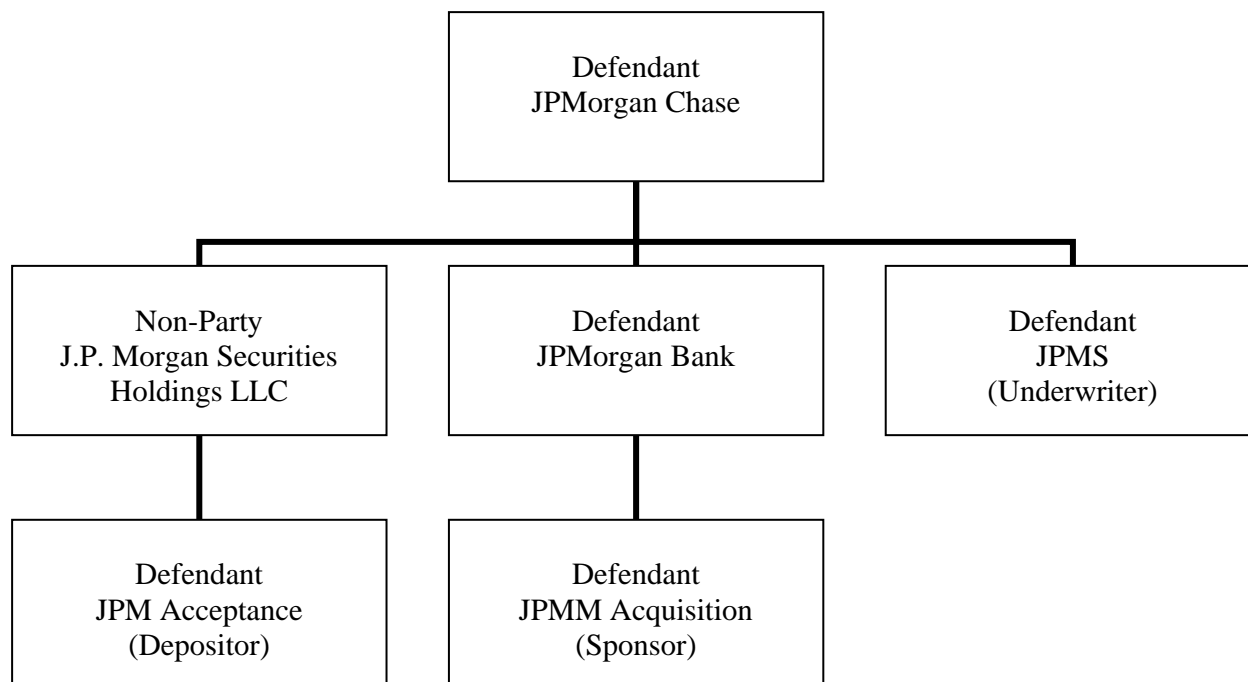 Defendant
JPMorgan Chase
Non-Party
J.P. Morgan Securities
Holdings LLC
Defendant
JPMorgan Bank
Defendant
JPMS
(Underwriter)
Defendant
JPM Acceptance
(Depositor)
Defendant
JPMM Acquisition
(Sponsor)